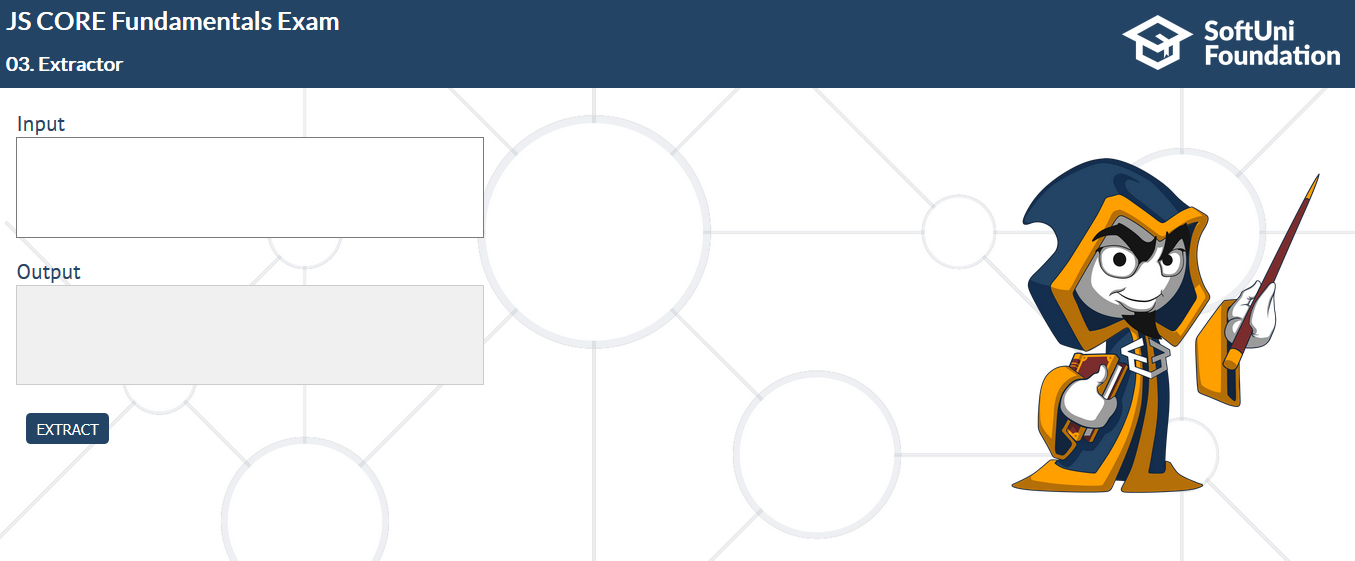 JS CORE Fundamentals Exam
03. Extractor
SoftUni
Foundation
Input
Output
EXTRACT